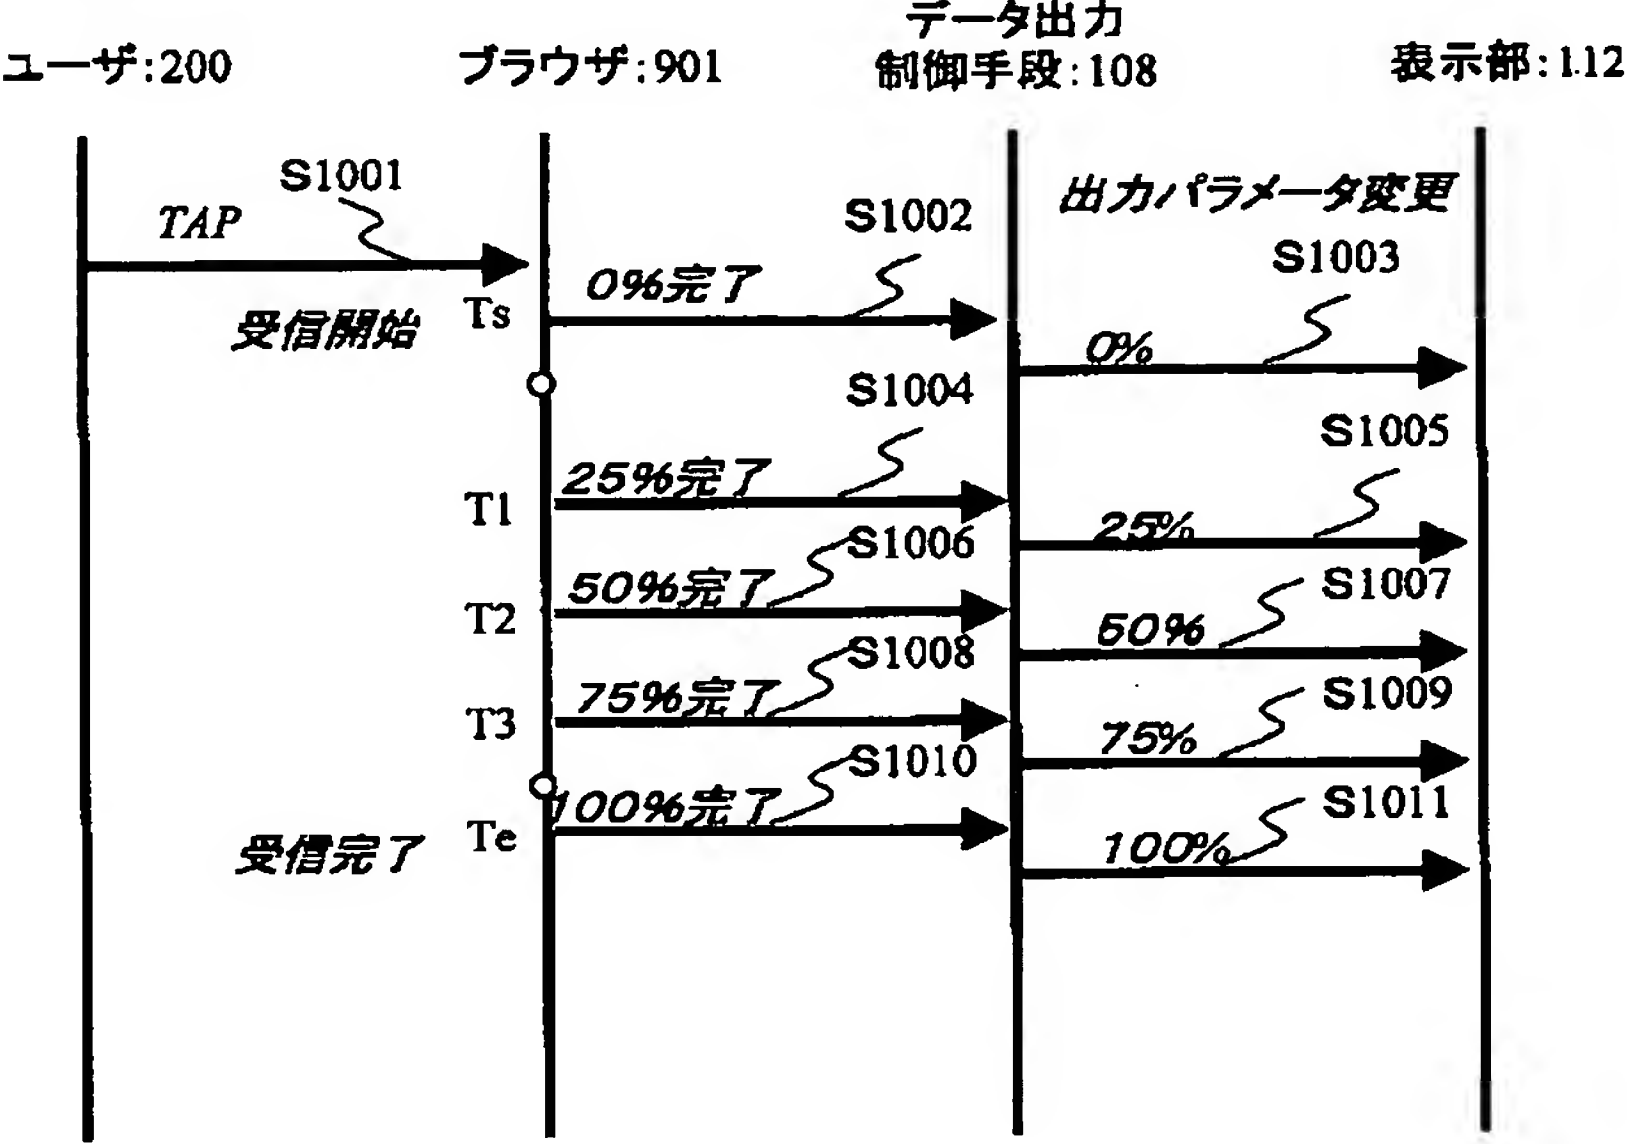 ユーザ:200
ブラウザ:901
データ出力
制御手段:108
表示部:112
S1001
TAP
S1002
出力パラメータ変更
S1003
0%完了
Ts
受信開始
0%
S1004
S1005
25%完了
T1
25%
S1006
50%完了
T2
S1007
50%
S1008
75%完了
T3
S1009
75%
S1010
100%完了
Te
受信完了
S1011
100%